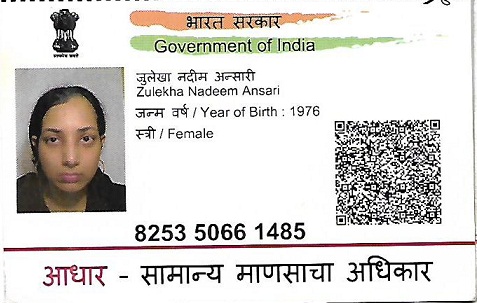 भारत सरकार
Government of India
जुलेखा नदीम अन्सारी
Zulekha Nadeem Ansari
जन्म वर्ष / Year of Birth : 1976
स्त्री / Female
8253 5066 1485
आधार - सामान्य माणसाचा अधिकार